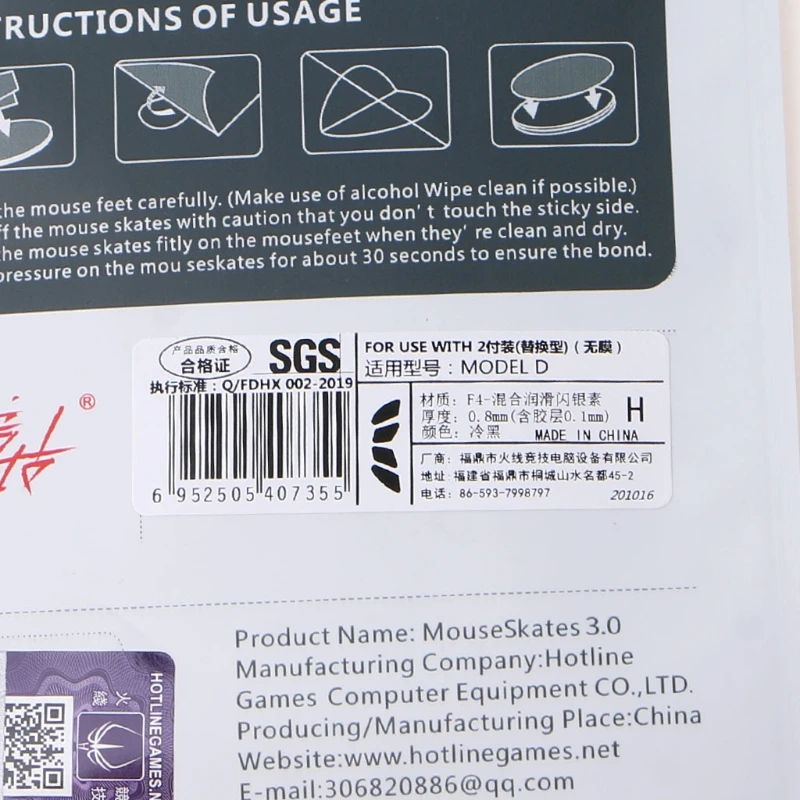 TRUCTIONS OF USAGE
the mouse feet carefully. (Make use of alcohol Wipe clean if possible.)
ff the mouse skates with caution that you don't touch the sticky side.
the mouse skates fitly on the mousefeet when they're clean and dry.
pressure on the mou seskates for about 30 seconds to ensure the bond.
产品品质合格
合格证
SGS
执行标准：Q/FDHX 002-2019
6 952505 407355
FOR USE WITH 2付装(替换型)（无膜）
适用型号：MODEL D
材质：F4-混合润滑闪银素
厚度：0.8mm(含胶层0.1mm)
H
颜色：冷黑
MADE IN CHINA
厂商：福鼎市火线竞技电脑设备有限公司
地址：福建省福鼎市桐城山水名都45-2
电话：86-593-7998797
201016
®
Product Name: MouseSkates 3.0
Manufacturing Company:Hotline
Games Computer Equipment CO.,LTD.
Producing/Manufacturing Place:China
Website:www.hotlinegames.net
E-mail:306820886@qq.com
HOTLINEGAMES.N
火线
競技